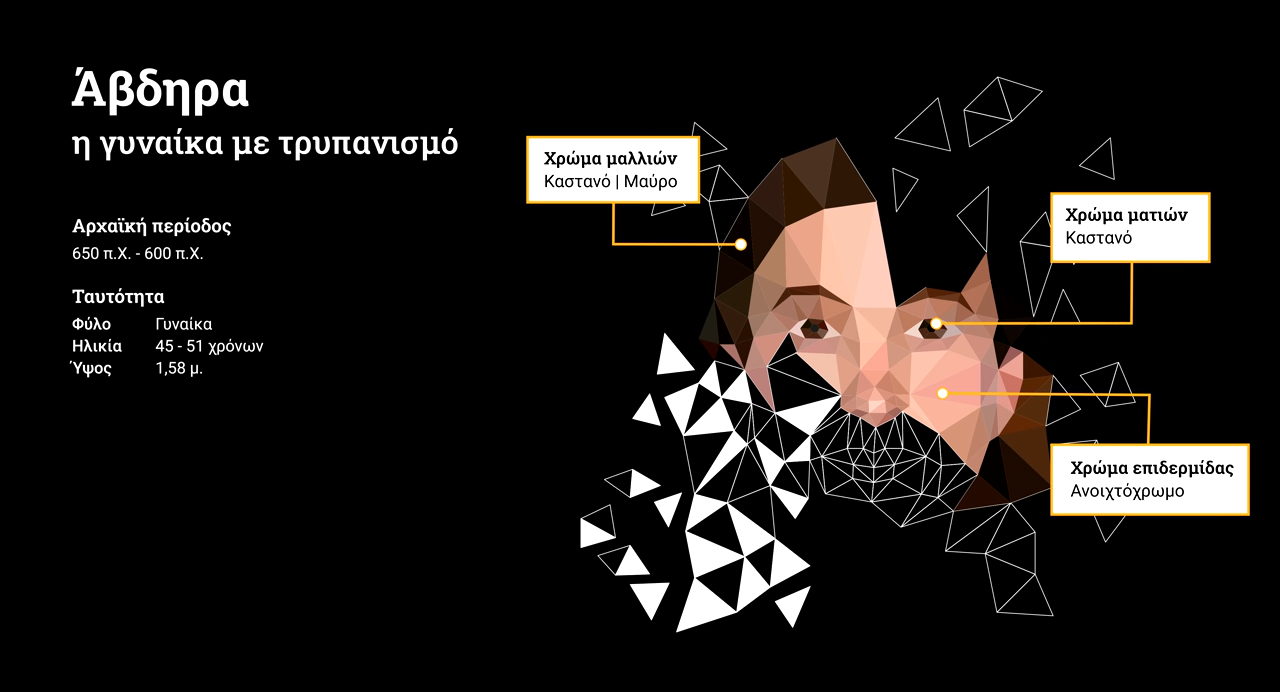 Άβδηρα
η γυναίκα με τρυπανισμό
Αρχαϊκή περίοδος
650 π.Χ. - 600 π.Χ.
Ταυτότητα
Φύλο Γυναίκα
Ηλικία 45 - 51 χρόνων
Ύψος 1,58 μ.
Χρώμα μαλλιών
Καστανό | Μαύρο
Χρώμα ματιών
Καστανό
Χρώμα επιδερμίδας
Ανοιχτόχρωμο